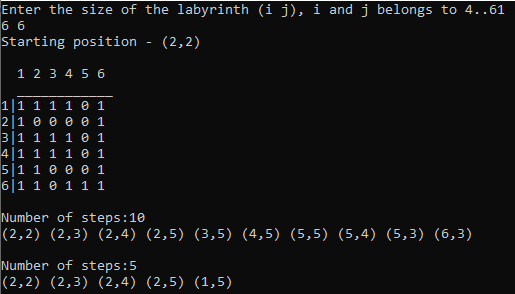 Enter the size of the labyrinth (i j), i and j belongs to 4..61
6 6
Starting position - (2,2)
1 2 3 4 5 6
____________
1|1 1 1 1 0 1
2|1 0 0 0 0 1
3|1 1 1 1 0 1
4|1 1 1 1 0 1
5|1 1 0 0 0 1
6|1 1 0 1 1 1
Number of steps:10
(2,2) (2,3) (2,4) (2,5) (3,5) (4,5) (5,5) (5,4) (5,3) (6,3)
Number of steps:5
(2,2) (2,3) (2,4) (2,5) (1,5)